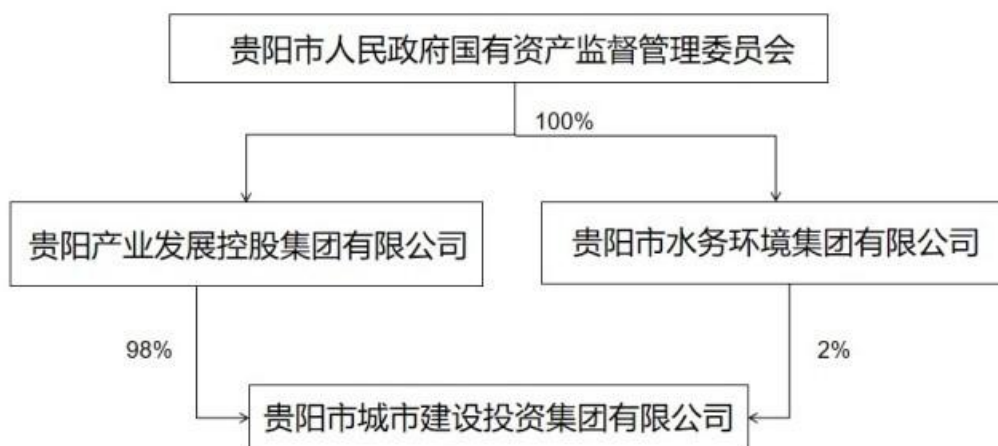 贵阳市人民政府国有资产监督管理委员会
100%
贵阳产业发展控股集团有限公司
贵阳市水务环境集团有限公司
98%
2%
贵阳市城市建设投资集团有限公司